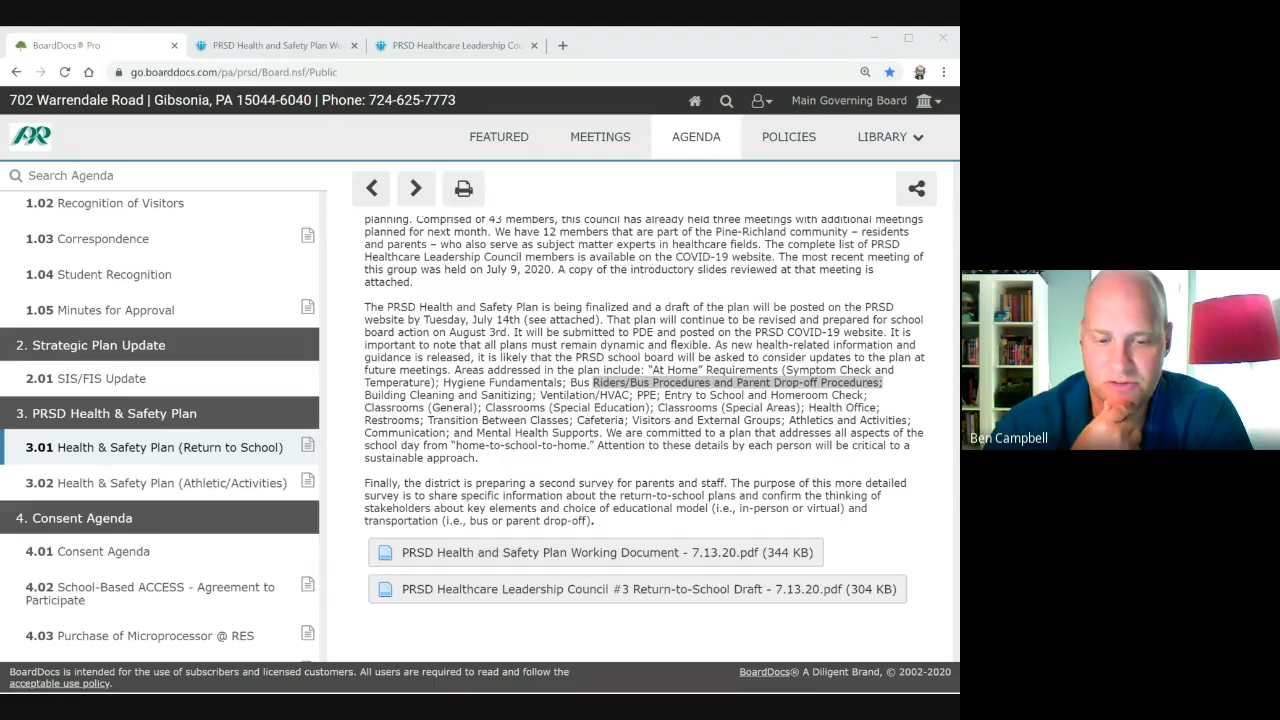 BoardDocs® Pro
PRSD Health and Safety Plan Wo
PRSD Healthcare Leadership Cou
go.boarddocs.com/pa/prsd/Board.nsf/Public
702 Warrendale Road | Gibsonia, PA 15044-6040 | Phone: 724-625-7773
Main Governing Board
PR
FEATURED
MEETINGS
AGENDA
POLICIES
LIBRARY
Search Agenda
1.02 Recognition of Visitors
1.03 Correspondence
1.04 Student Recognition
1.05 Minutes for Approval
2. Strategic Plan Update
2.01 SIS/FIS Update
3. PRSD Health & Safety Plan
3.01 Health & Safety Plan (Return to School)
3.02 Health & Safety Plan (Athletic/Activities)
4. Consent Agenda
4.01 Consent Agenda
4.02 School-Based ACCESS - Agreement to
Participate
4.03 Purchase of Microprocessor @ RES
planning. Comprised of 43 members, this council has already held three meetings with additional meetings
planned for next month. We have 12 members that are part of the Pine-Richland community – residents
and parents – who also serve as subject matter experts in healthcare fields. The complete list of PRSD
Healthcare Leadership Council members is available on the COVID-19 website. The most recent meeting of
this group was held on July 9, 2020. A copy of the introductory slides reviewed at that meeting is
attached.
The PRSD Health and Safety Plan is being finalized and a draft of the plan will be posted on the PRSD
website by Tuesday, July 14th (see attached). That plan will continue to be revised and prepared for school
board action on August 3rd. It will be submitted to PDE and posted on the PRSD COVID-19 website. It is
important to note that all plans must remain dynamic and flexible. As new health-related information and
guidance is released, it is likely that the PRSD school board will be asked to consider updates to the plan at
future meetings. Areas addressed in the plan include: “At Home” Requirements (Symptom Check and
Temperature); Hygiene Fundamentals; Bus Riders/Bus Procedures and Parent Drop-off Procedures;
Building Cleaning and Sanitizing; Ventilation/HVAC; PPE; Entry to School and Homeroom Check;
Classrooms (General); Classrooms (Special Education); Classrooms (Special Areas); Health Office;
Restrooms; Transition Between Classes; Cafeteria; Visitors and External Groups; Athletics and Activities;
Communication; and Mental Health Supports. We are committed to a plan that addresses all aspects of the
school day from “home-to-school-to-home.” Attention to these details by each person will be critical to a
sustainable approach.
Finally, the district is preparing a second survey for parents and staff. The purpose of this more detailed
survey is to share specific information about the return-to-school plans and confirm the thinking of
stakeholders about key elements and choice of educational model (i.e., in-person or virtual) and
transportation (i.e., bus or parent drop-off).
PRSD Health and Safety Plan Working Document - 7.13.20.pdf (344 KB)
PRSD Healthcare Leadership Council #3 Return-to-School Draft - 7.13.20.pdf (304 KB)
BoardDocs is intended for the use of subscribers and licensed customers. All users are required to read and follow the
acceptable use policy.
BoardDocs® A Diligent Brand, © 2002-2020
Ben Campbell